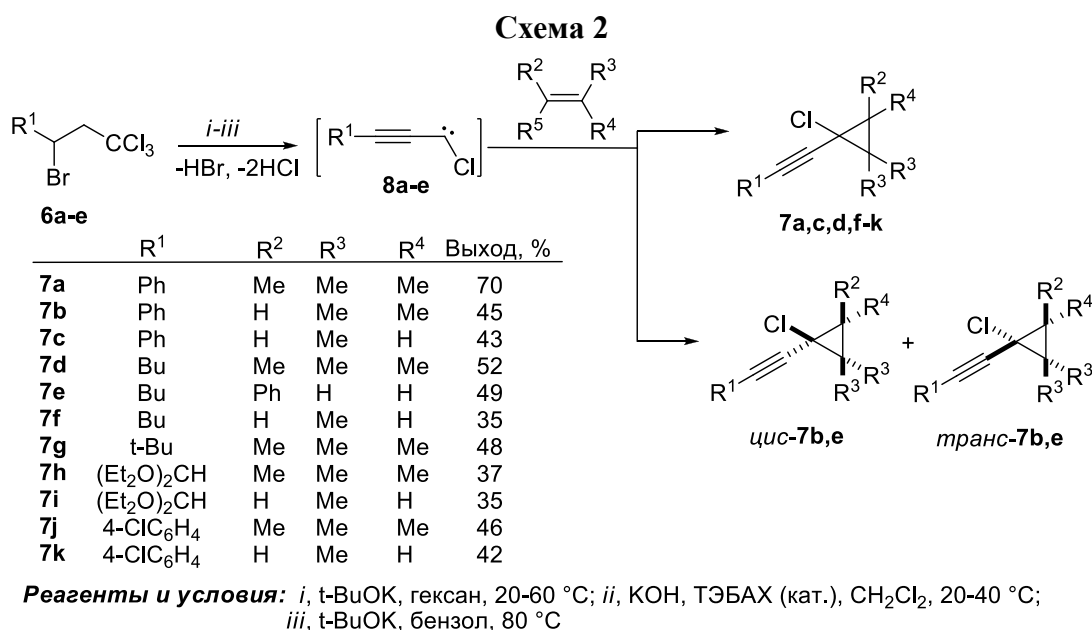 Схема 2
R¹ Br CCl₃
6a-e
i-iii
-HBr, -2HCl
R¹ Cl
8a-e
R² R³ R⁵ R⁴
Cl R² R⁴ R¹ R³ R³
7a,c,d,f-k
R¹ R² R³ R⁴ Выход, %
7a Ph Me Me Me 70
7b Ph H Me Me 45
7c Ph H Me H 43
7d Bu Me Me Me 52
7e Bu Ph H H 49
7f Bu H Me H 35
7g t-Bu Me Me Me 48
7h (Et₂O)₂CH Me Me Me 37
7i (Et₂O)₂CH H Me H 35
7j 4-ClC₆H₄ Me Me Me 46
7k 4-ClC₆H₄ H Me H 42
Cl R² R⁴ R¹ R³ R³
цис-7b,e
+
Cl R² R⁴ R¹ R³ R³
транс-7b,e
Реагенты и условия: i, t-BuOK, гексан, 20-60 °C; ii, KOH, ТЭБАХ (кат.), CH₂Cl₂, 20-40 °C;
iii, t-BuOK, бензол, 80 °C